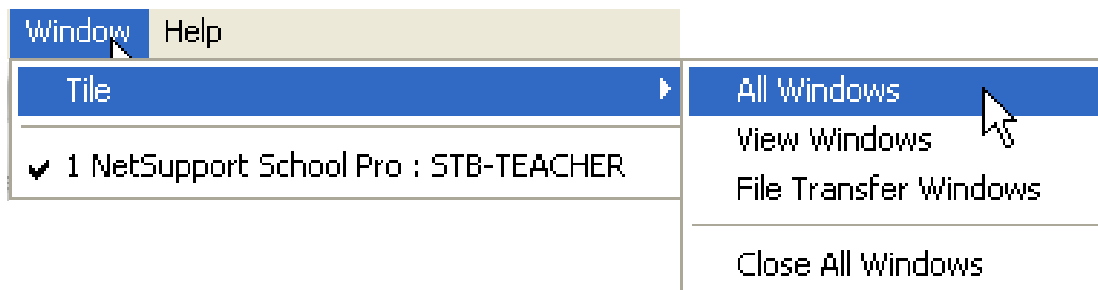 Window Help
Tile All Windows
View Windows
1 NetSupport School Pro : STB-TEACHER
File Transfer Windows
Close All Windows